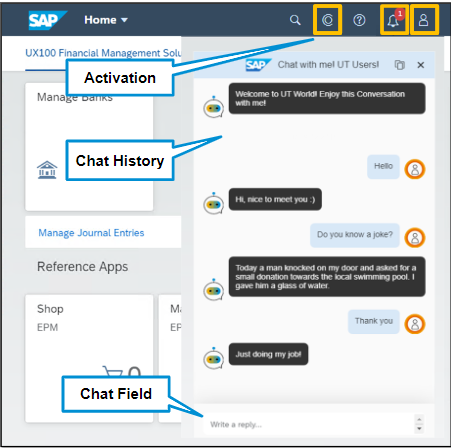 SAP
Home
1
UX100 Financial Management Solu
Activation
SAP
Chat with me! UT Users!
Manage Banks
Welcome to UT World! Enjoy this Conversation
with me!
Chat History
Hello
Hi, nice to meet you :)
Manage Journal Entries
Do you know a joke?
Reference Apps
Today a man knocked on my door and asked for a
small donation towards the local swimming pool. I
gave him a glass of water.
Shop
EPM
Ma
EP
Thank you
Just doing my job!
0
Chat Field
Write a reply...